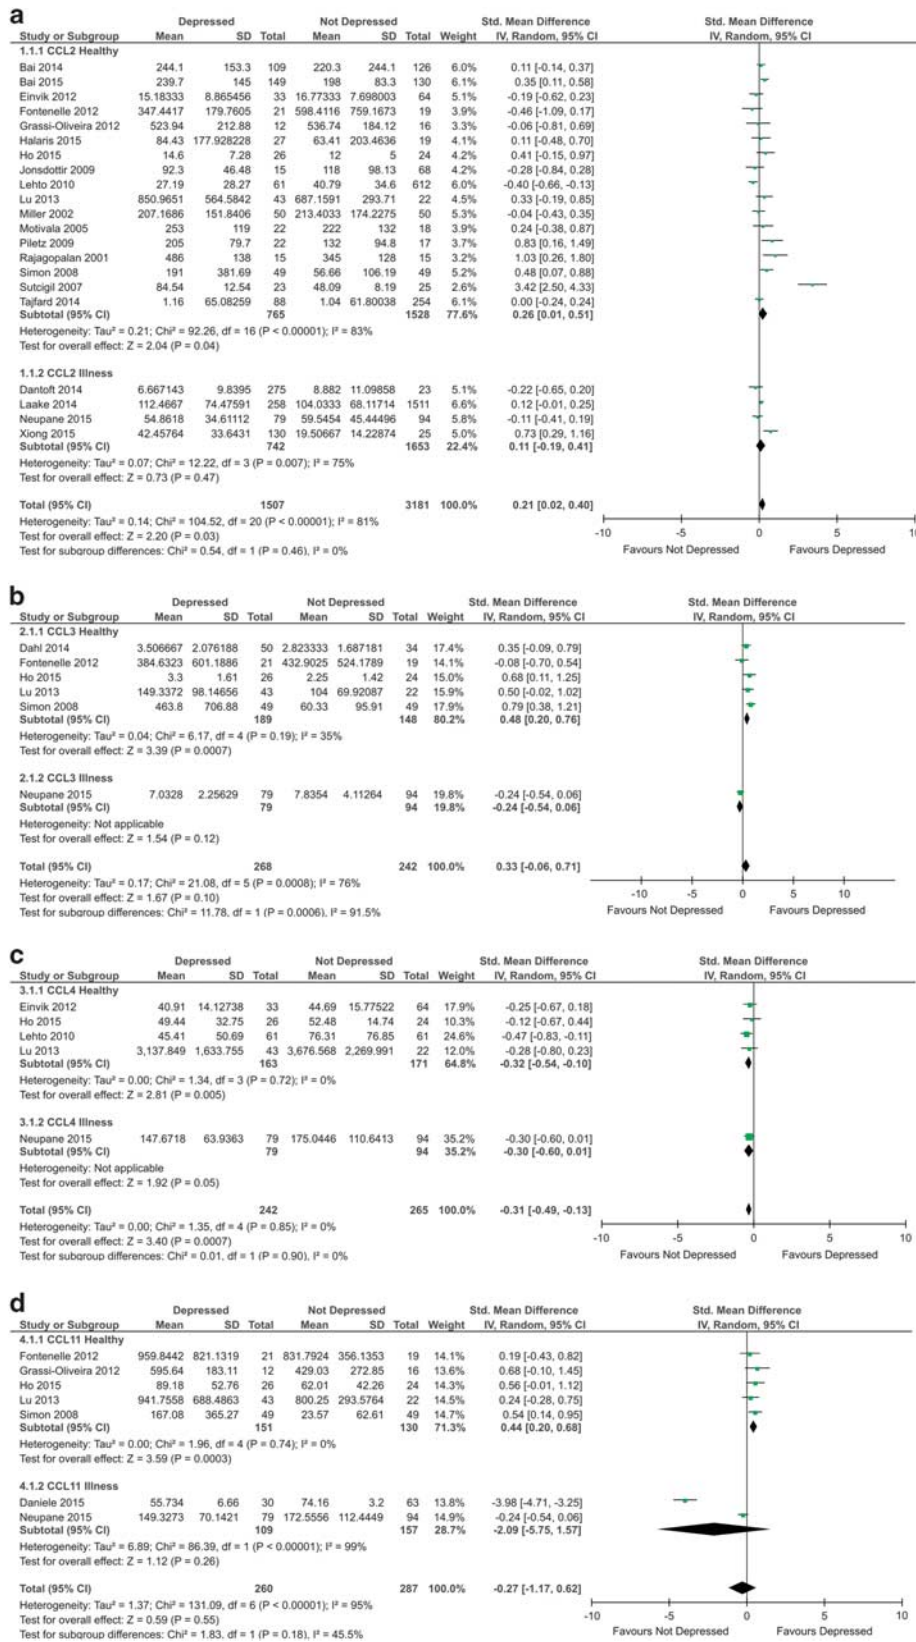 a
Depressed Not Depressed Std. Mean Difference Std. Mean Difference
Study or Subgroup Mean SD Total Mean SD Total Weight IV, Random, 95% CI IV, Random, 95% CI
1.1.1 CCL2 Healthy
Bai 2014 244.1 153.3 109 220.3 244.1 126 6.0% 0.11 [-0.14, 0.37]
Bai 2015 239.7 145 149 198 83.3 130 6.1% 0.35 [0.11, 0.58]
Einvik 2012 15.18333 8.865456 33 16.77333 7.698003 64 5.1% -0.19 [-0.62, 0.23]
Fontenelle 2012 347.4417 179.7605 21 598.4116 759.1673 19 4.0% -0.46 [-1.09, 0.17]
Grassi-Oliveira 2012 523.94 212.88 12 536.74 184.12 16 3.4% -0.06 [-0.81, 0.69]
Halaris 2015 84.43 177.928228 27 63.41 203.4636 19 4.2% 0.11 [-0.48, 0.70]
Ho 2015 14.6 7.28 26 12 5 24 4.2% 0.41 [-0.15, 0.97]
Jonsdottir 2009 92.3 46.48 15 118 98.13 68 4.3% -0.28 [-0.84, 0.28]
Lehto 2010 27.19 28.27 61 40.79 34.6 612 6.0% -0.40 [-0.66, -0.13]
Lu 2013 850.9651 564.5842 43 687.1591 293.71 22 4.6% 0.33 [-0.19, 0.85]
Miller 2002 207.1686 151.8406 50 213.4033 174.2275 50 5.2% -0.04 [-0.43, 0.35]
Motivala 2005 253 119 22 222 132 18 4.0% 0.24 [-0.38, 0.87]
Piletz 2009 205 79.7 22 132 94.8 17 3.8% 0.83 [0.16, 1.49]
Rajagopalan 2001 486 138 15 345 128 15 3.3% 1.03 [0.26, 1.80]
Simon 2008 191 381.69 49 56.66 106.19 49 5.2% 0.48 [0.07, 0.88]
Sutcigil 2007 84.54 12.54 23 48.09 8.19 25 2.7% 3.42 [2.50, 4.33]
Tajfard 2014 1.16 65.08259 88 1.04 61.80038 254 6.1% 0.00 [-0.24, 0.24]
Subtotal (95% CI) 765 1528 77.6% 0.26 [0.01, 0.51]
Heterogeneity: Tau² = 0.21; Chi² = 92.26, df = 16 (P < 0.00001); I² = 83%
Test for overall effect: Z = 2.04 (P = 0.04)
1.1.2 CCL2 Illness
Dantoft 2014 6.667143 9.8395 275 8.882 11.09858 23 5.1% -0.22 [-0.65, 0.20]
Laake 2014 112.4667 74.47591 258 104.0333 68.11714 1511 6.6% 0.12 [-0.01, 0.25]
Neupane 2015 54.8618 34.61112 79 59.5454 45.44496 94 5.8% -0.11 [-0.41, 0.19]
Xiong 2015 42.45764 33.6431 130 19.50667 14.22874 25 5.0% 0.73 [0.29, 1.16]
Subtotal (95% CI) 742 1653 22.4% 0.11 [-0.19, 0.41]
Heterogeneity: Tau² = 0.07; Chi² = 12.22, df = 3 (P = 0.007); I² = 75%
Test for overall effect: Z = 0.73 (P = 0.47)
Total (95% CI) 1507 3181 100.0% 0.21 [0.02, 0.40]
Heterogeneity: Tau² = 0.14; Chi² = 104.52, df = 20 (P < 0.00001); I² = 81%
Test for overall effect: Z = 2.20 (P = 0.03)
Test for subgroup differences: Chi² = 0.54, df = 1 (P = 0.46), I² = 0%
-10 -5 0 5 10
Favours Not Depressed Favours Depressed
b
Depressed Not Depressed Std. Mean Difference Std. Mean Difference
Study or Subgroup Mean SD Total Mean SD Total Weight IV, Random, 95% CI IV, Random, 95% CI
2.1.1 CCL3 Healthy
Dahl 2014 3.506667 2.076188 50 2.823333 1.687181 34 17.4% 0.35 [-0.09, 0.79]
Fontenelle 2012 384.6323 601.1886 21 432.9025 524.1789 19 14.1% -0.08 [-0.70, 0.54]
Ho 2015 3.3 1.61 26 2.25 1.42 24 15.0% 0.68 [0.11, 1.25]
Lu 2013 149.3372 98.14656 43 104 69.92087 22 15.9% 0.50 [-0.02, 1.02]
Simon 2008 463.8 706.88 49 60.33 95.91 49 17.9% 0.79 [0.38, 1.21]
Subtotal (95% CI) 189 148 80.2% 0.48 [0.20, 0.76]
Heterogeneity: Tau² = 0.04; Chi² = 6.17, df = 4 (P = 0.19); I² = 35%
Test for overall effect: Z = 3.39 (P = 0.0007)
2.1.2 CCL3 Illness
Neupane 2015 7.0328 2.25629 79 7.8354 4.11264 94 19.8% -0.24 [-0.54, 0.06]
Subtotal (95% CI) 79 94 19.8% -0.24 [-0.54, 0.06]
Heterogeneity: Not applicable
Test for overall effect: Z = 1.54 (P = 0.12)
Total (95% CI) 268 242 100.0% 0.33 [-0.06, 0.71]
Heterogeneity: Tau² = 0.17; Chi² = 21.08, df = 5 (P = 0.0008); I² = 76%
Test for overall effect: Z = 1.67 (P = 0.10)
Test for subgroup differences: Chi² = 11.78, df = 1 (P = 0.0006), I² = 91.5%
-10 -5 0 5 10
Favours Not Depressed Favours Depressed
c
Depressed Not Depressed Std. Mean Difference Std. Mean Difference
Study or Subgroup Mean SD Total Mean SD Total Weight IV, Random, 95% CI IV, Random, 95% CI
3.1.1 CCL4 Healthy
Einvik 2012 40.91 14.12738 33 44.69 15.77522 64 17.9% -0.25 [-0.67, 0.18]
Ho 2015 49.44 32.75 26 52.48 14.74 24 10.3% -0.12 [-0.67, 0.44]
Lehto 2010 45.41 50.69 61 76.31 76.85 61 24.6% -0.47 [-0.83, -0.11]
Lu 2013 3,137.849 1,633.755 43 3,676.568 2,269.991 22 12.0% -0.28 [-0.80, 0.23]
Subtotal (95% CI) 163 171 64.8% -0.32 [-0.54, -0.10]
Heterogeneity: Tau² = 0.00; Chi² = 1.34, df = 3 (P = 0.72); I² = 0%
Test for overall effect: Z = 2.81 (P = 0.005)
3.1.2 CCL4 Illness
Neupane 2015 147.6718 63.9363 79 175.0446 110.6413 94 35.2% -0.30 [-0.60, 0.01]
Subtotal (95% CI) 79 94 35.2% -0.30 [-0.60, 0.01]
Heterogeneity: Not applicable
Test for overall effect: Z = 1.92 (P = 0.05)
Total (95% CI) 242 265 100.0% -0.31 [-0.49, -0.13]
Heterogeneity: Tau² = 0.00; Chi² = 1.35, df = 4 (P = 0.85); I² = 0%
Test for overall effect: Z = 3.40 (P = 0.0007)
Test for subgroup differences: Chi² = 0.01, df = 1 (P = 0.90), I² = 0%
-10 -5 0 5 10
Favours Not Depressed Favours Depressed
d
Depressed Not Depressed Std. Mean Difference Std. Mean Difference
Study or Subgroup Mean SD Total Mean SD Total Weight IV, Random, 95% CI IV, Random, 95% CI
4.1.1 CCL11 Healthy
Fontenelle 2012 959.8442 821.1319 21 831.7924 356.1353 19 14.1% 0.19 [-0.43, 0.82]
Grassi-Oliveira 2012 595.64 183.11 12 429.03 272.85 16 13.6% 0.68 [-0.10, 1.45]
Ho 2015 89.18 52.76 26 62.01 42.26 24 14.3% 0.56 [-0.01, 1.12]
Lu 2013 941.7558 688.4863 43 800.25 293.5764 22 14.5% 0.24 [-0.28, 0.75]
Simon 2008 167.08 365.27 49 23.57 62.61 49 14.7% 0.54 [0.14, 0.95]
Subtotal (95% CI) 151 130 71.3% 0.44 [0.20, 0.68]
Heterogeneity: Tau² = 0.00; Chi² = 1.96, df = 4 (P = 0.74); I² = 0%
Test for overall effect: Z = 3.59 (P = 0.0003)
4.1.2 CCL11 Illness
Daniele 2015 55.734 6.66 30 74.16 3.2 63 13.8% -3.98 [-4.71, -3.25]
Neupane 2015 149.3273 70.1421 79 172.5556 112.4449 94 14.9% -0.24 [-0.54, 0.06]
Subtotal (95% CI) 109 157 28.7% -2.09 [-5.75, 1.57]
Heterogeneity: Tau² = 6.89; Chi² = 86.39, df = 1 (P < 0.00001); I² = 99%
Test for overall effect: Z = 1.12 (P = 0.26)
Total (95% CI) 260 287 100.0% -0.27 [-1.17, 0.62]
Heterogeneity: Tau² = 1.37; Chi² = 131.09, df = 6 (P < 0.00001); I² = 95%
Test for overall effect: Z = 0.59 (P = 0.55)
Test for subgroup differences: Chi² = 1.83, df = 1 (P = 0.18), I² = 45.5%
-10 -5 0 5 10
Favours Not Depressed Favours Depressed